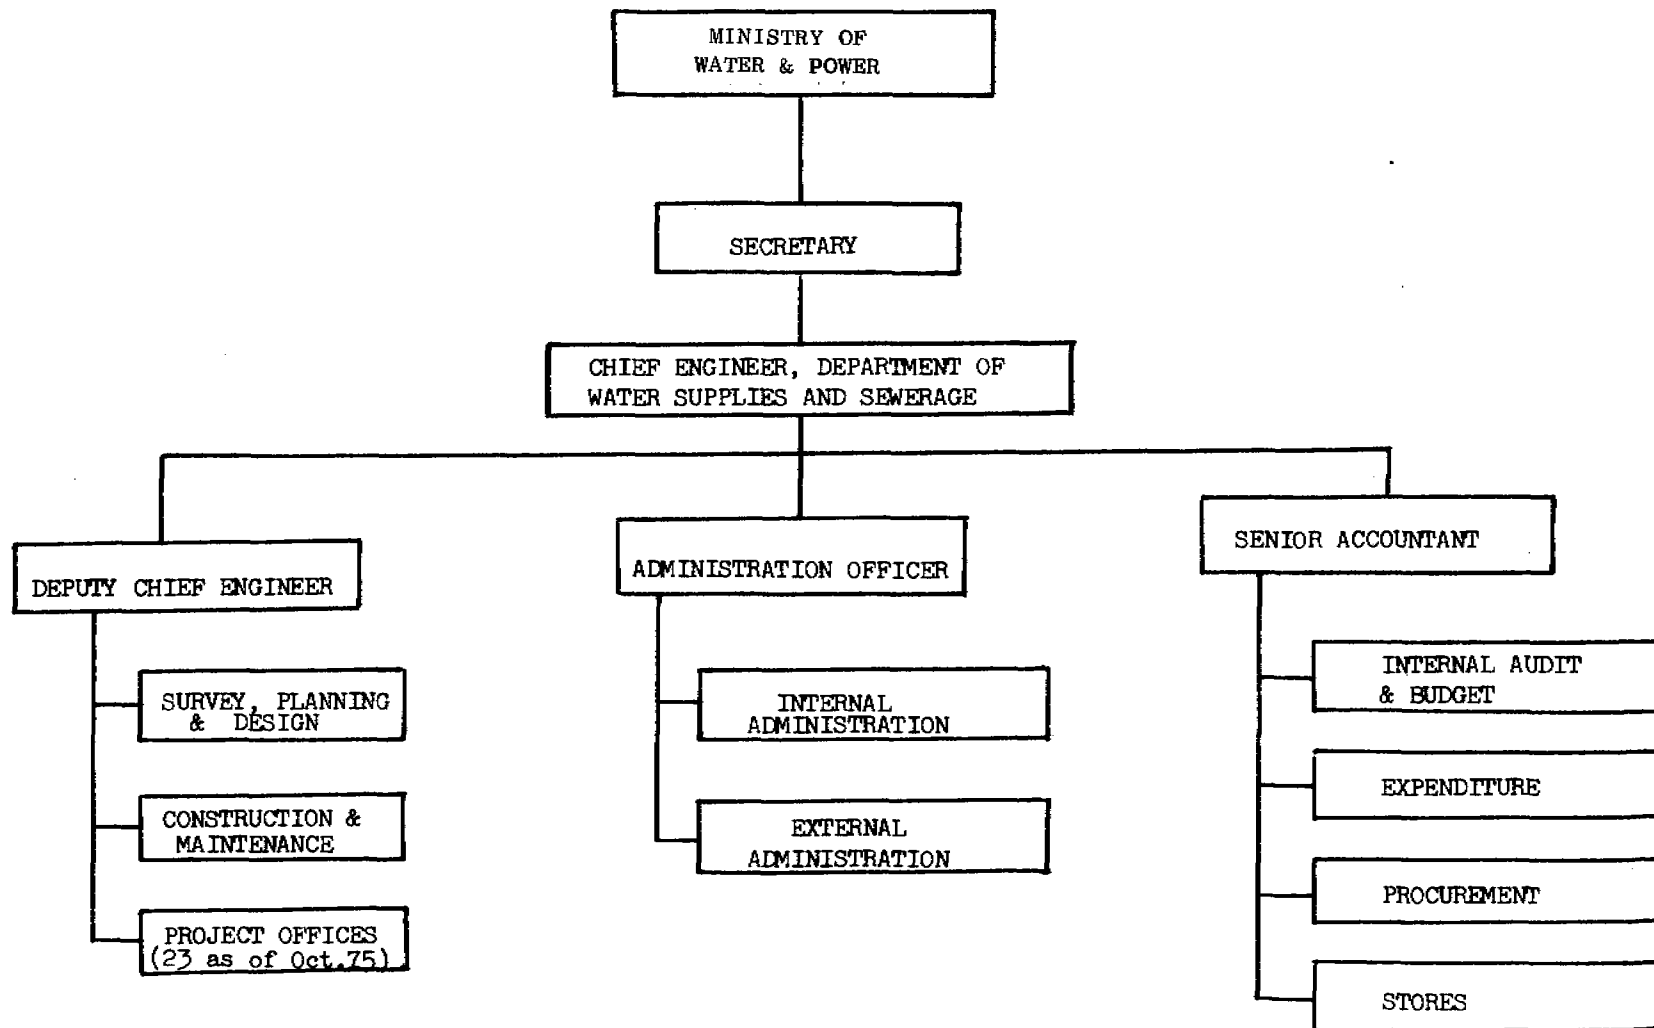 MINISTRY OF
WATER & POWER
SECRETARY
CHIEF ENGINEER, DEPARTMENT OF
WATER SUPPLIES AND SEWERAGE
DEPUTY CHIEF ENGINEER
SURVEY, PLANNING
& DESIGN
CONSTRUCTION &
MAINTENANCE
PROJECT OFFICES
(23 as of Oct.75)
ADMINISTRATION OFFICER
INTERNAL
ADMINISTRATION
EXTERNAL
ADMINISTRATION
SENIOR ACCOUNTANT
INTERNAL AUDIT
& BUDGET
EXPENDITURE
PROCUREMENT
STORES